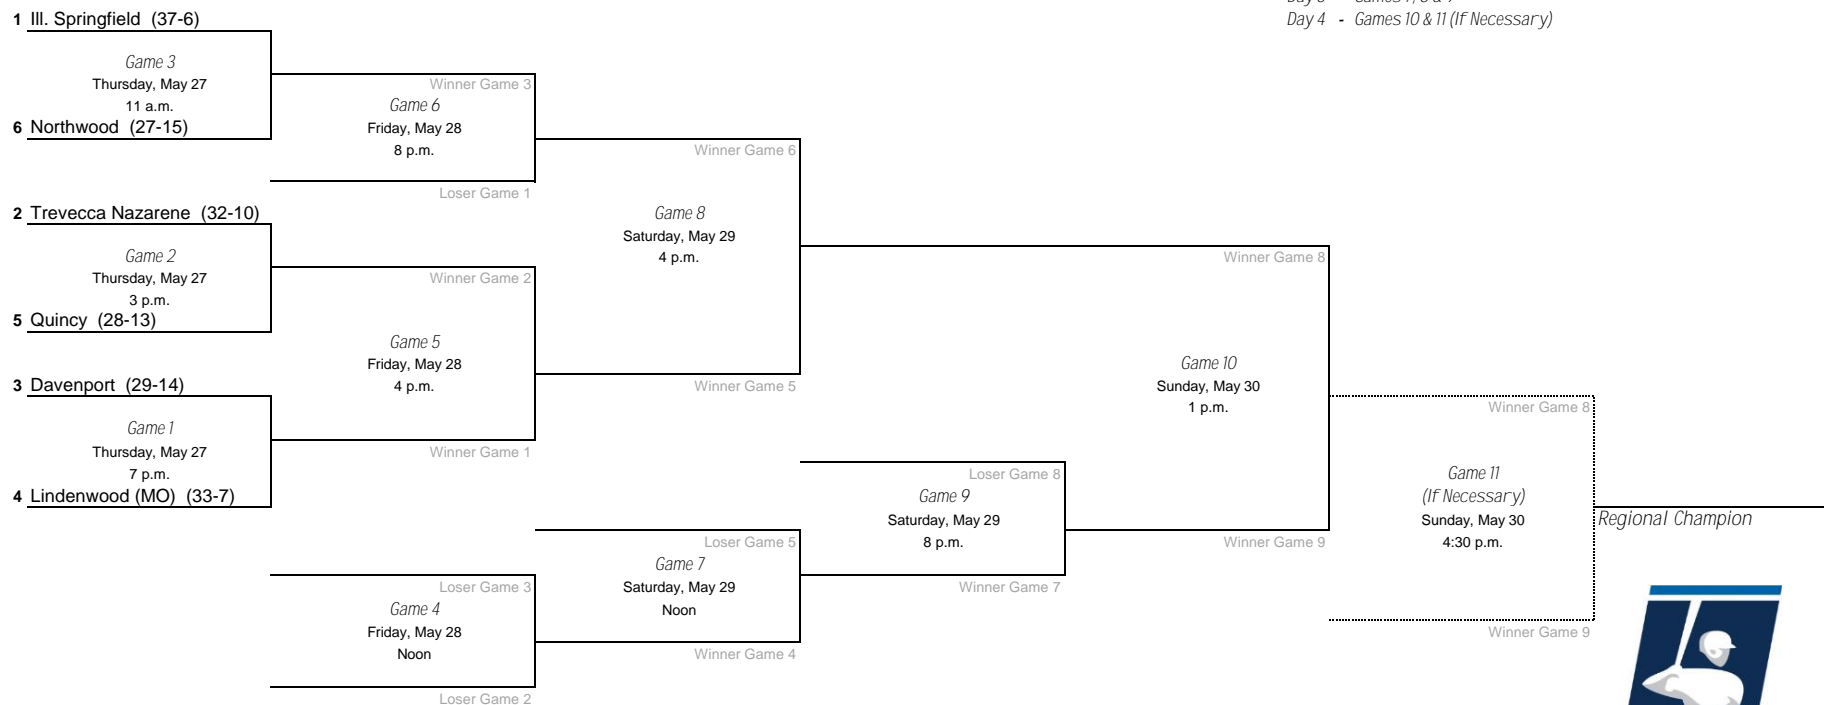 Day 4 - Games 10 & 11 (If Necessary)
1 Ill. Springfield (37-6)
Game 3
Thursday, May 27
11 a.m.
6 Northwood (27-15)
Winner Game 3
Game 6
Friday, May 28
8 p.m.
Loser Game 1
2 Trevecca Nazarene (32-10)
Game 2
Thursday, May 27
3 p.m.
5 Quincy (28-13)
Winner Game 2
Game 5
Friday, May 28
4 p.m.
Winner Game 1
3 Davenport (29-14)
Game 1
Thursday, May 27
7 p.m.
4 Lindenwood (MO) (33-7)
Winner Game 6
Game 8
Saturday, May 29
4 p.m.
Winner Game 5
Loser Game 3
Game 4
Friday, May 28
Noon
Loser Game 2
Loser Game 5
Game 7
Saturday, May 29
Noon
Winner Game 4
Loser Game 8
Game 9
Saturday, May 29
8 p.m.
Winner Game 7
Winner Game 8
Game 10
Sunday, May 30
1 p.m.
Winner Game 9
Winner Game 8
Game 11
(If Necessary)
Sunday, May 30
4:30 p.m.
Winner Game 9
Regional Champion